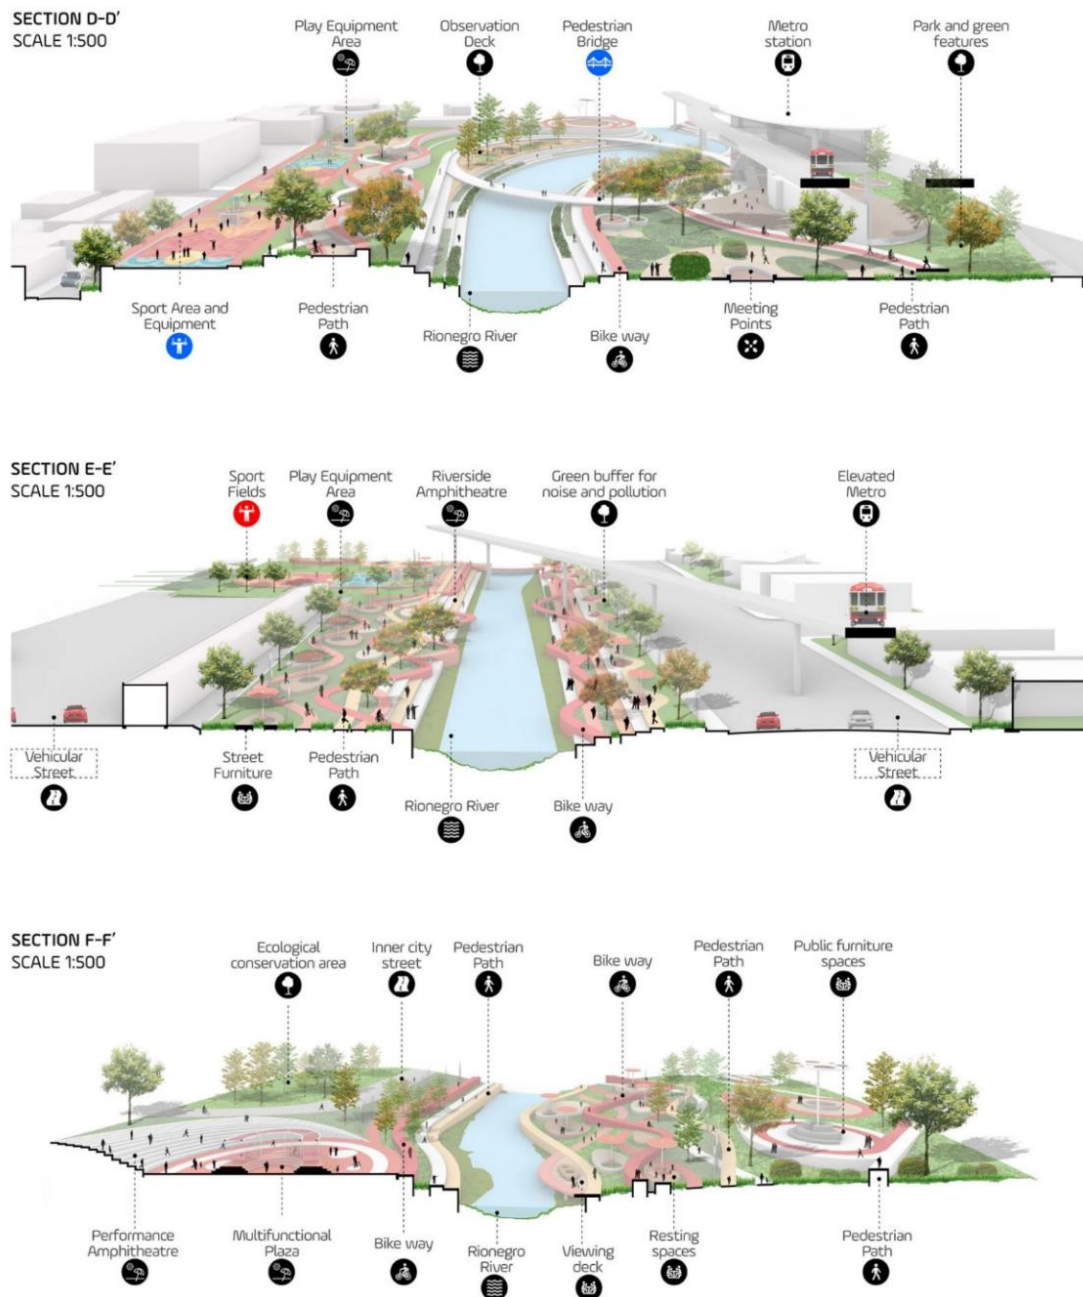 SECTION D-D'
SCALE 1:500
Play Equipment
Area
Observation
Deck
Pedestrian
Bridge
Metro
station
Park and green
features
Sport Area and
Equipment
Pedestrian
Path
Rionegro River
Bike way
Meeting
Points
Pedestrian
Path
SECTION E-E'
SCALE 1:500
Sport
Fields
Play Equipment
Area
Riverside
Amphitheatre
Green buffer for
noise and pollution
Elevated
Metro
Vehicular
Street
Street
Furniture
Pedestrian
Path
Rionegro River
Bike way
Vehicular
Street
SECTION F-F'
SCALE 1:500
Ecological
conservation area
Inner city
street
Pedestrian
Path
Bike way
Pedestrian
Path
Public furniture
spaces
Performance
Amphitheatre
Multifunctional
Plaza
Bike way
Rionegro
River
Viewing
deck
Resting
spaces
Pedestrian
Path